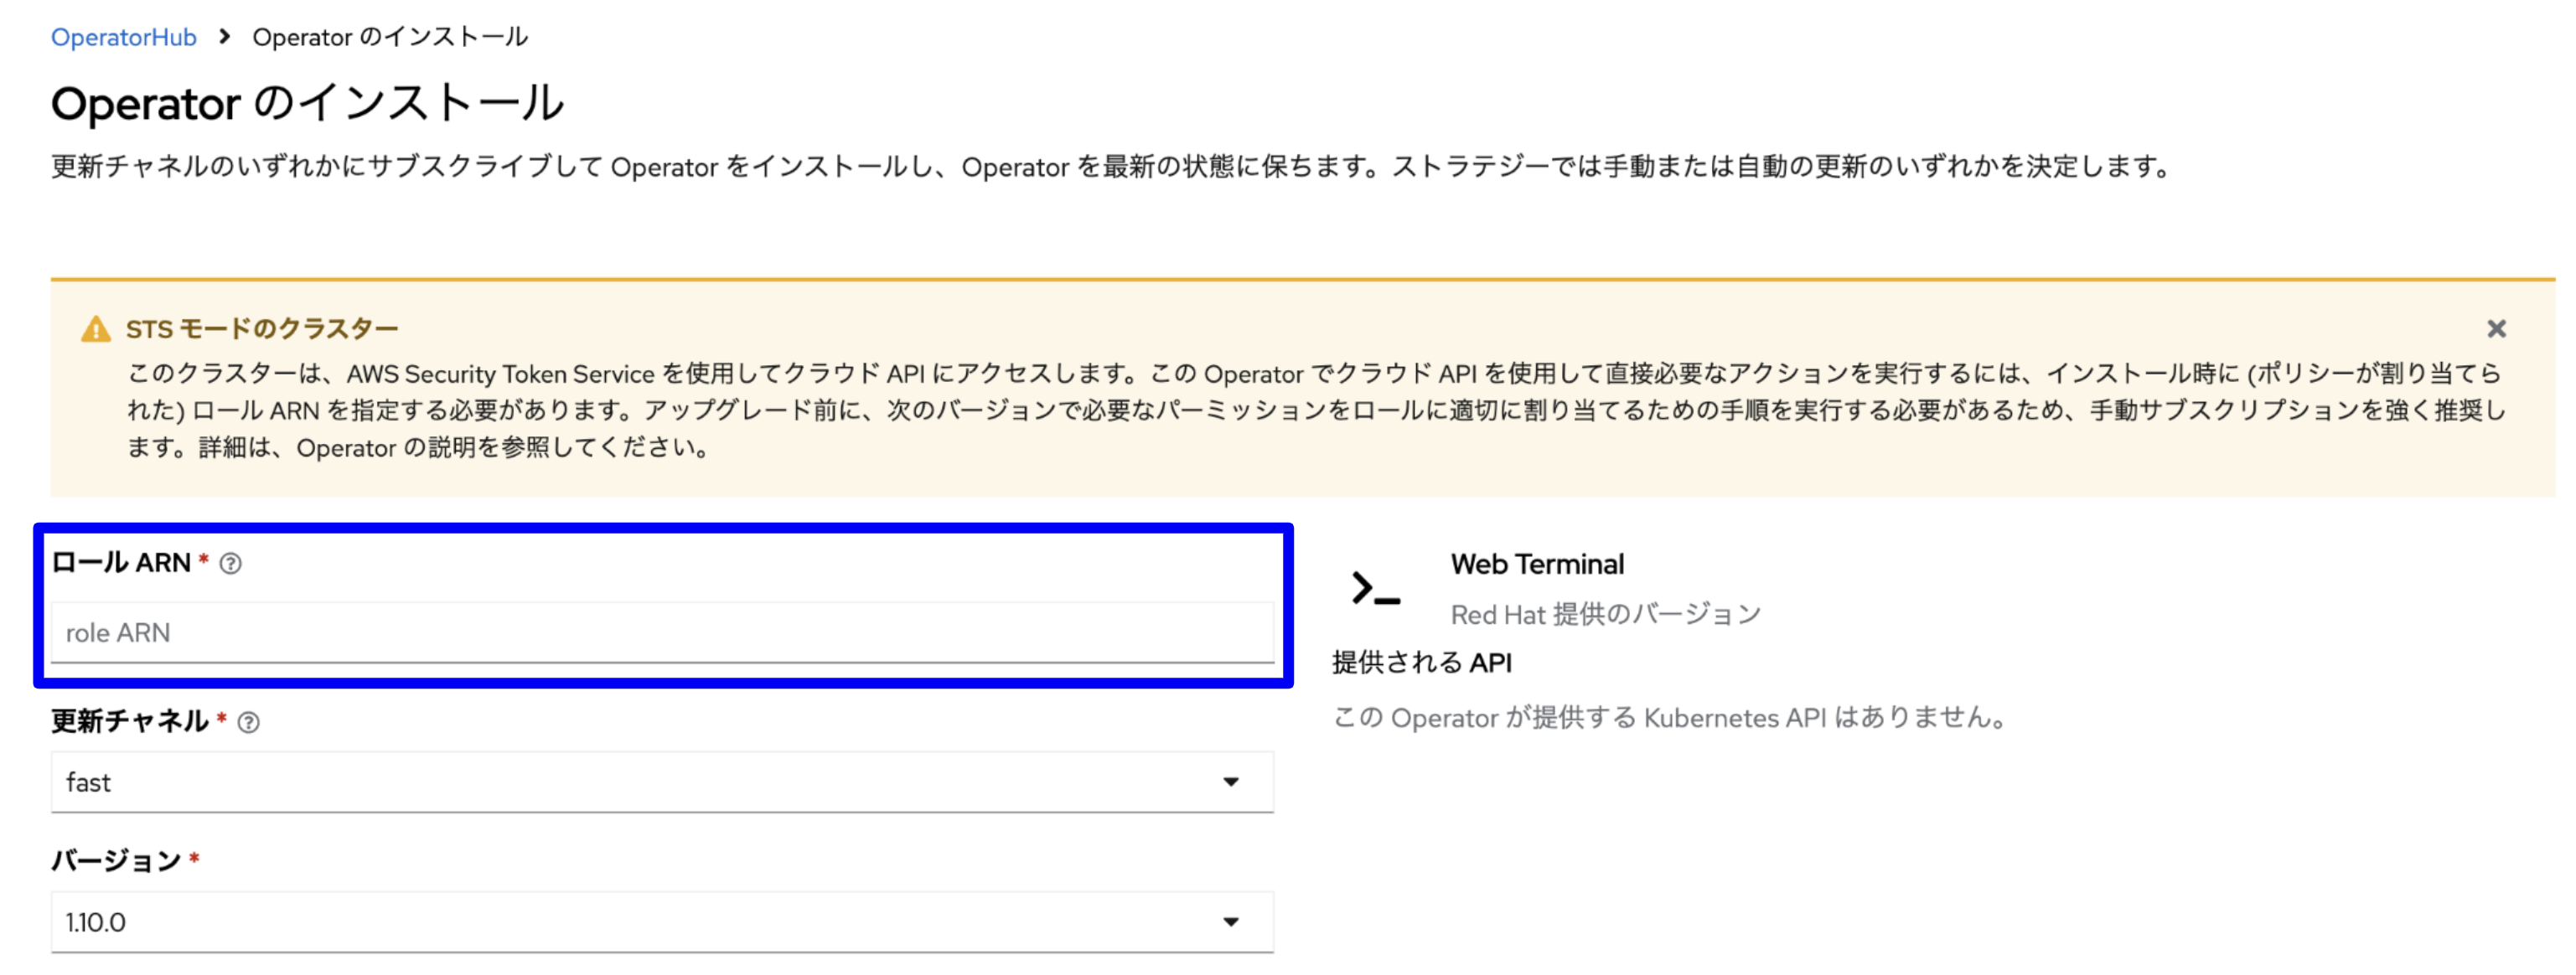 OperatorHub > Operator のインストール
Operator のインストール
更新チャネルのいずれかにサブスクライブして Operator をインストールし、Operator を最新の状態に保ちます。ストラテジーでは手動または自動の更新のいずれかを決定します。
STS モードのクラスター
このクラスターは、AWS Security Token Service を使用してクラウド API にアクセスします。この Operator でクラウド API を使用して直接必要なアクションを実行するには、インストール時に (ポリシーが割り当てら
れた) ロール ARN を指定する必要があります。アップグレード前に、次のバージョンで必要なパーミッションをロールに適切に割り当てるための手順を実行する必要があるため、手動サブスクリプションを強く推奨し
ます。詳細は、Operator の説明を参照してください。
ロール ARN *
role ARN
更新チャネル *
fast
バージョン *
1.10.0
Web Terminal
Red Hat 提供のバージョン
提供される API
この Operator が提供する Kubernetes API はありません。